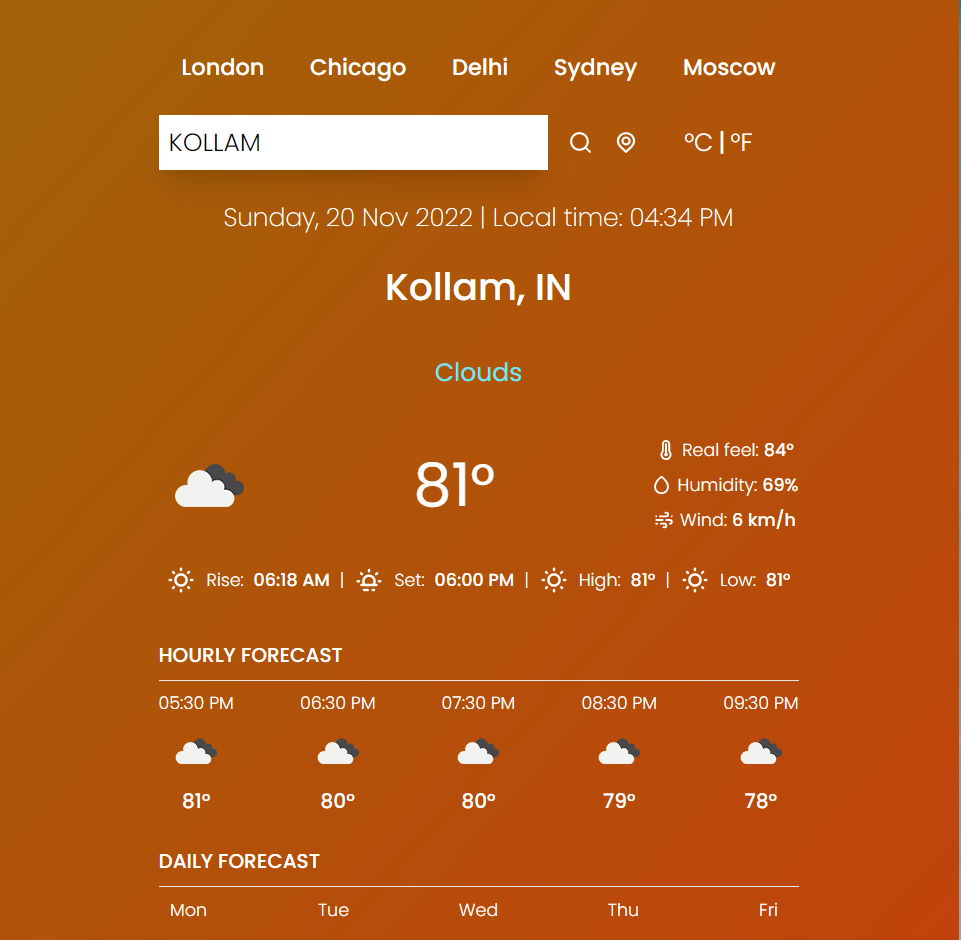 London Chicago Delhi Sydney Moscow
KOLLAM
°C | °F
Sunday, 20 Nov 2022 | Local time: 04:34 PM
Kollam, IN
Clouds
81°
Real feel: 84°
Humidity: 69%
Wind: 6 km/h
Rise: 06:18 AM | Set: 06:00 PM | High: 81° | Low: 81°
HOURLY FORECAST
05:30 PM 06:30 PM 07:30 PM 08:30 PM 09:30 PM
81° 80° 80° 79° 78°
DAILY FORECAST
Mon Tue Wed Thu Fri